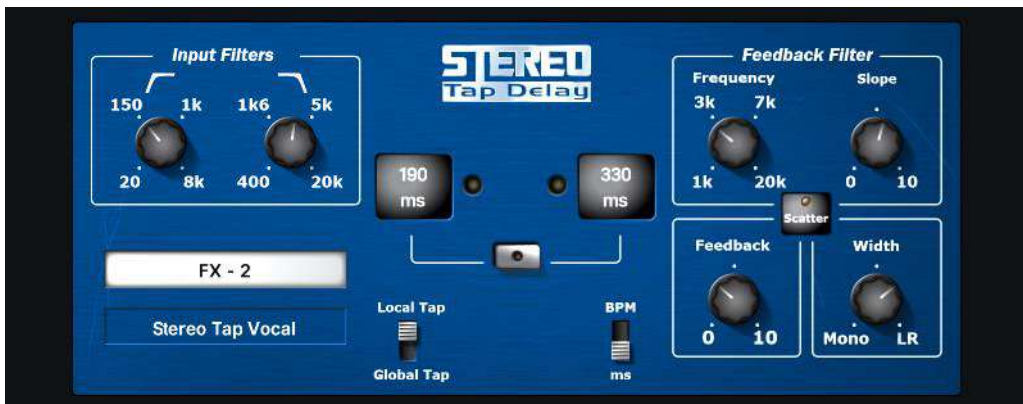 Input Filters
150 1k 1k6 5k
20 8k 400 20k
STEREO
Tap Delay
190
ms
330
ms
Feedback Filter
Frequency Slope
3k 7k
1k 20k 0 10
Scatter
FX - 2
Stereo Tap Vocal
Local Tap
Global Tap
BPM
ms
Feedback
0 10
Width
Mono LR